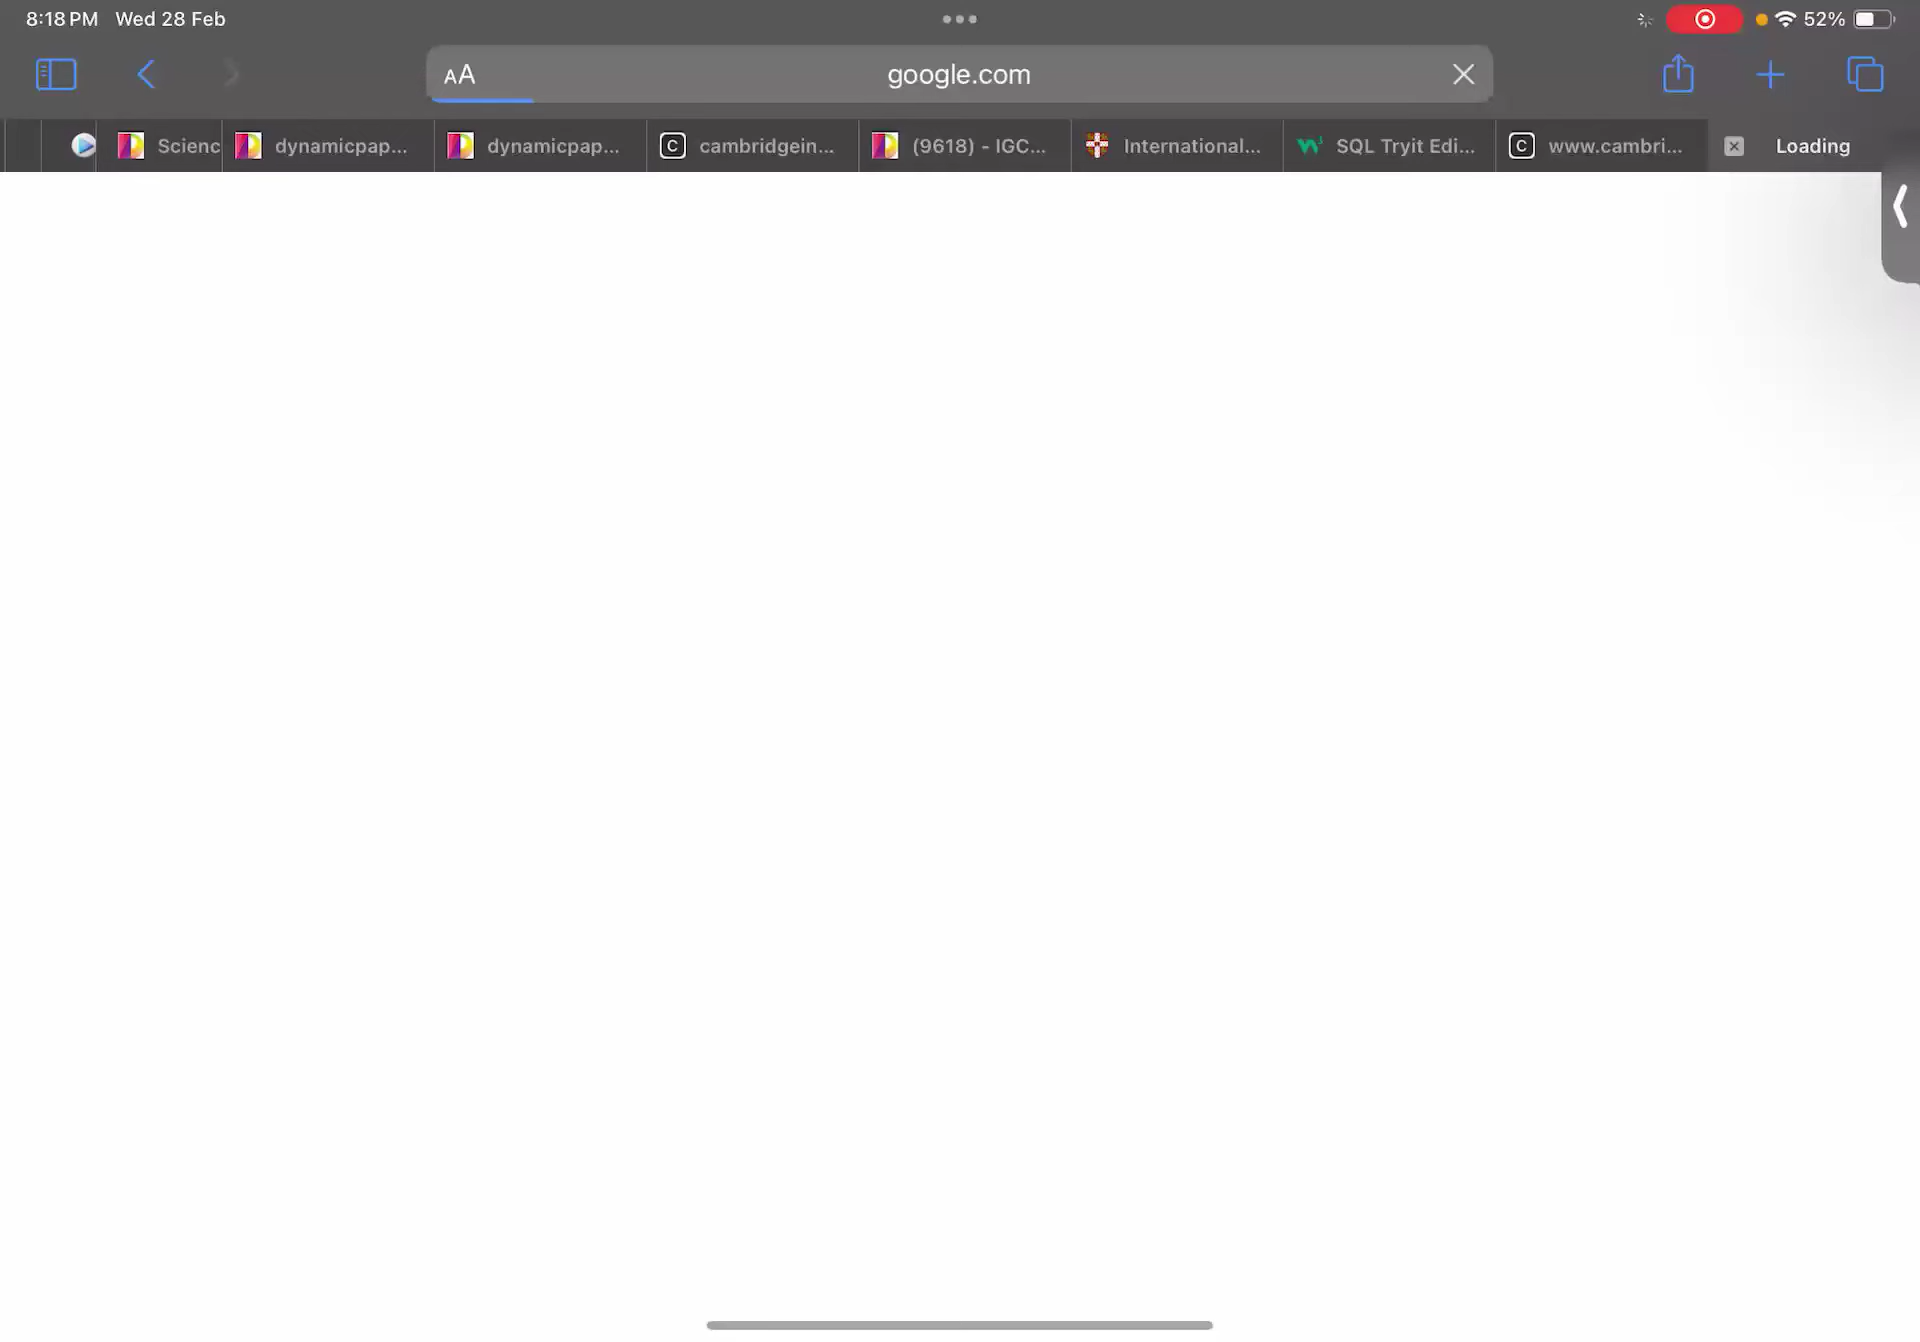 8:18 PM Wed 28 Feb
52%
AA google.com
Scienc
dynamicpap...
dynamicpap...
C cambridgein...
(9618) - IGC...
International...
SQL Tryit Edi...
C www.cambri...
Loading